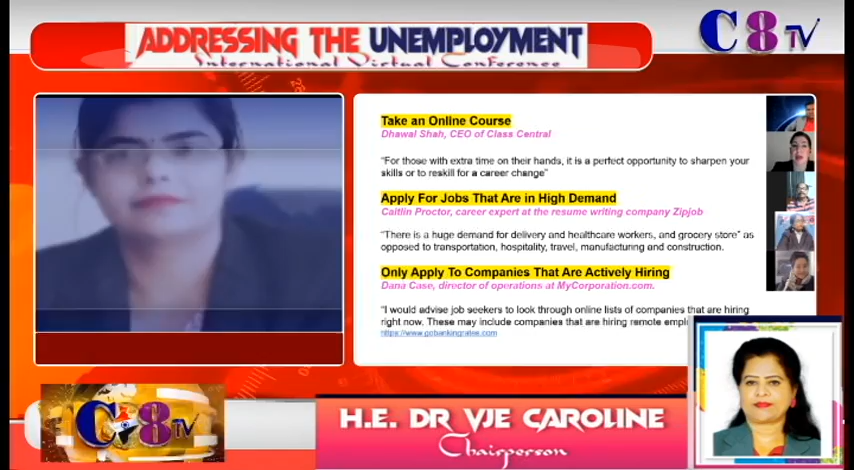 ADDRESSING THE UNEMPLOYMENT
International Virtual Conference
C8TV
Take an Online Course
Dhawal Shah, CEO of Class Central
“For those with extra time on their hands, it is a perfect opportunity to sharpen your
skills or to reskill for a career change”
Apply For Jobs That Are in High Demand
Caitlin Proctor, career expert at the resume writing company Zipjob
“There is a huge demand for delivery and healthcare workers, and grocery store” as
opposed to transportation, hospitality, travel, manufacturing and construction.
Only Apply To Companies That Are Actively Hiring
Dana Case, director of operations at MyCorporation.com.
“I would advise job seekers to look through online lists of companies that are hiring
right now. These may include companies that are hiring remote
https://www.gobankingrates.com
C8TV
H.E. DR VJE CAROLINE
Chairperson